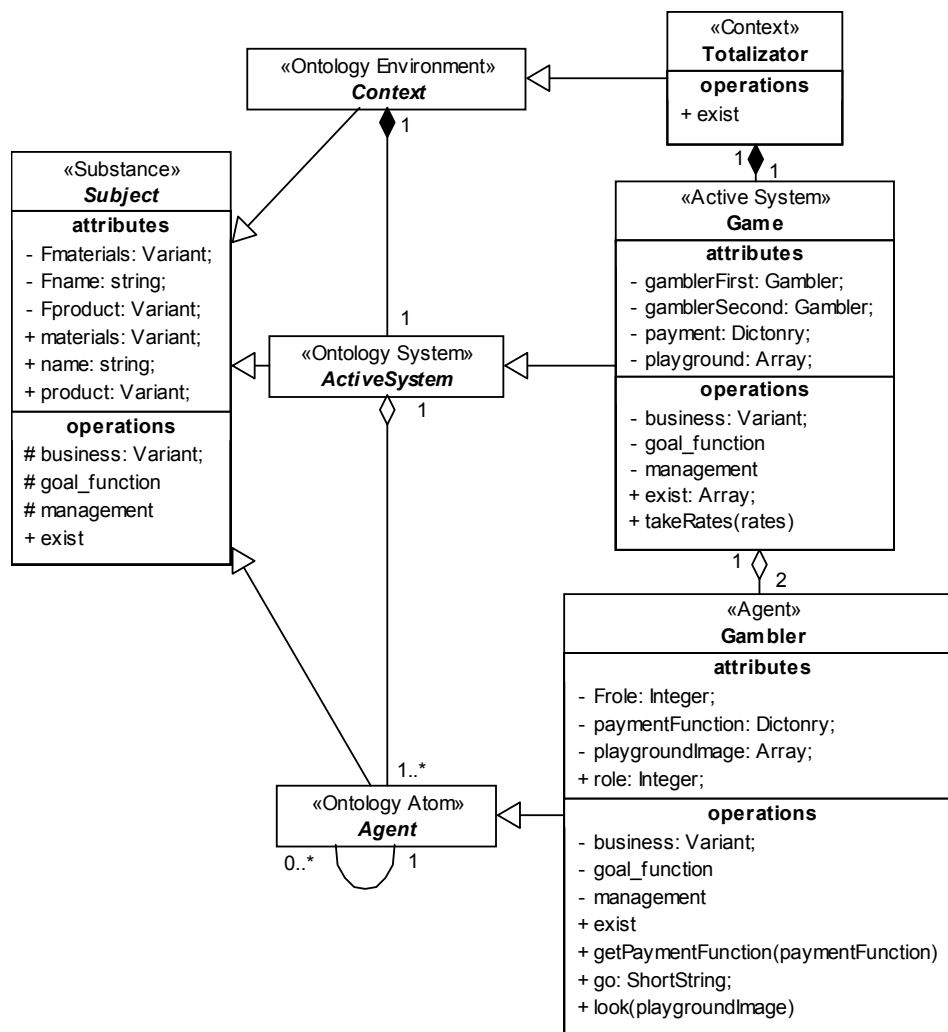 «Ontology Environment»
Context
1
«Context»
Totalizator
operations
+ exist
1
1
«Substance»
Subject
attributes
- Fmaterials: Variant;
- Fname: string;
- Fproduct: Variant;
+ materials: Variant;
+ name: string;
+ product: Variant;
operations
# business: Variant;
# goal_function
# management
+ exist
1
«Ontology System»
ActiveSystem
1
«Active System»
Game
attributes
- gamblerFirst: Gambler;
- gamblerSecond: Gambler;
- payment: Dictonry;
- playground: Array;
operations
- business: Variant;
- goal_function
- management
+ exist: Array;
+ takeRates(rates)
1
2
1..*
«Ontology Atom»
Agent
0..*
1
«Agent»
Gambler
attributes
- Frole: Integer;
- paymentFunction: Dictonry;
- playgroundImage: Array;
+ role: Integer;
operations
- business: Variant;
- goal_function
- management
+ exist
+ getPaymentFunction(paymentFunction)
+ go: ShortString;
+ look(playgroundImage)